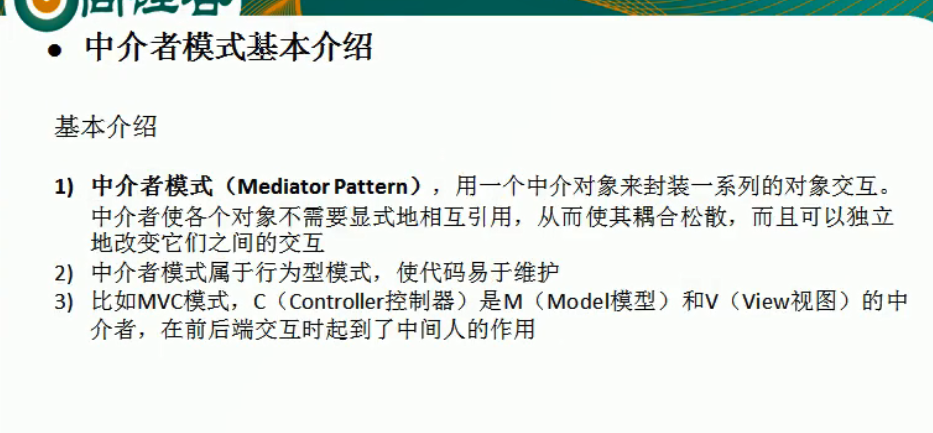 ● 中介者模式基本介绍
基本介绍
1) 中介者模式（Mediator Pattern），用一个中介对象来封装一系列的对象交互。
中介者使各个对象不需要显式地相互引用，从而使其耦合松散，而且可以独立
地改变它们之间的交互
2) 中介者模式属于行为型模式，使代码易于维护
3) 比如MVC模式，C（Controller控制器）是M（Model模型）和V（View视图）的中
介者，在前后端交互时起到了中间人的作用